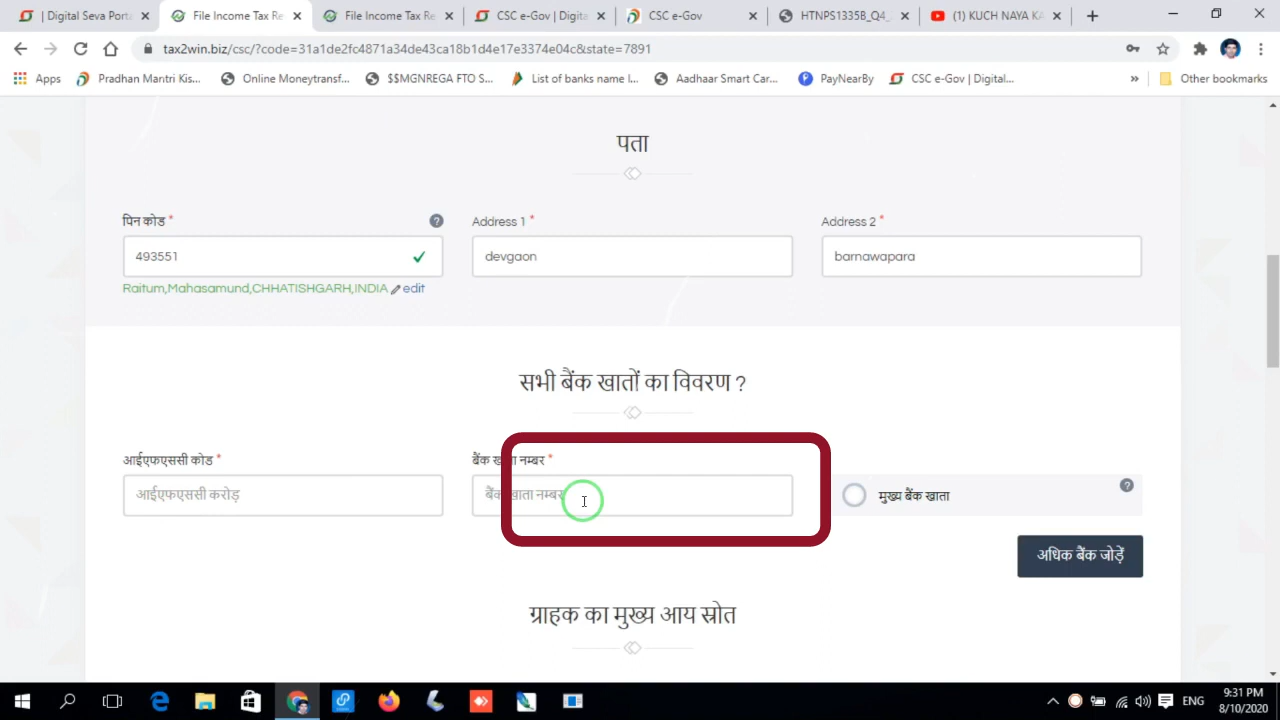 | Digital Seva Porta
File Income Tax Re
File Income Tax Re
CSC e-Gov | Digita
CSC e-Gov
HTNPS1335B_Q4_
(1) KUCH NAYA KA
tax2win.biz/csc/?code=31a1de2fc4871a34de43ca18b1d4e17e3374e04c&state=7891
Apps
Pradhan Mantri Kis...
Online Moneytransf...
$$MGNREGA FTO S...
List of banks name I...
Aadhaar Smart Car...
PayNearBy
CSC e-Gov | Digital...
»
Other bookmarks
पता
पिन कोड *
Address 1 *
Address 2 *
493551
devgaon
barnawapara
Raitum,Mahasamund,CHHATISHGARH,INDIA edit
सभी बैंक खातों का विवरण ?
आईएफएससी कोड *
बैंक खाता नम्बर *
आईएफएससी करोड़
बैंक खाता नम्बर
मुख्य बैंक खाता
अधिक बैंक जोड़ें
ग्राहक का मुख्य आय स्रोत
ENG
9:31 PM
8/10/2020